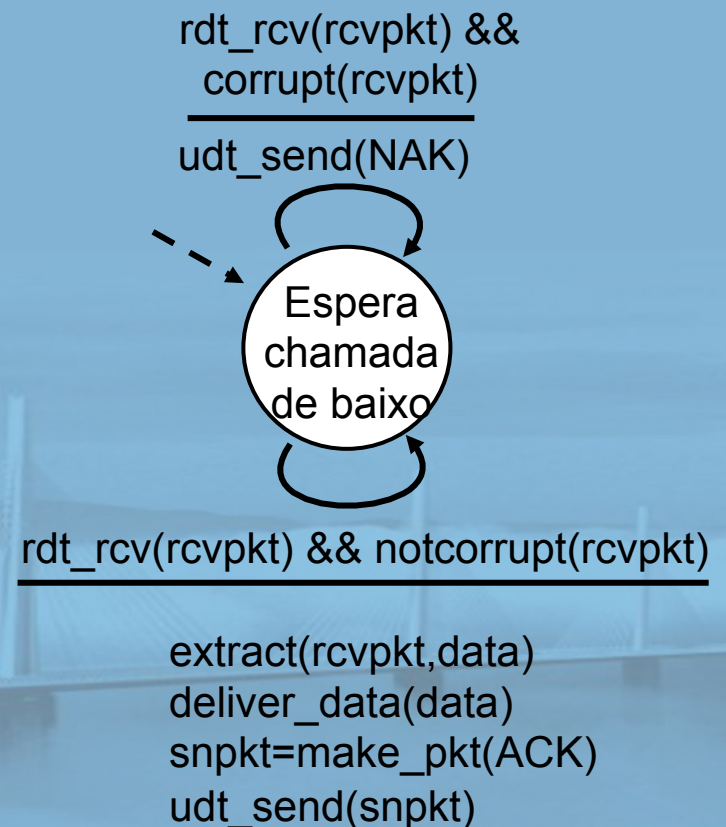 rdt_rcv(rcvpkt) &&
corrupt(rcvpkt)
udt_send(NAK)
Espera
chamada
de baixo
rdt_rcv(rcvpkt) && notcorrupt(rcvpkt)
extract(rcvpkt,data)
deliver_data(data)
snpkt=make_pkt(ACK)
udt_send(snpkt)